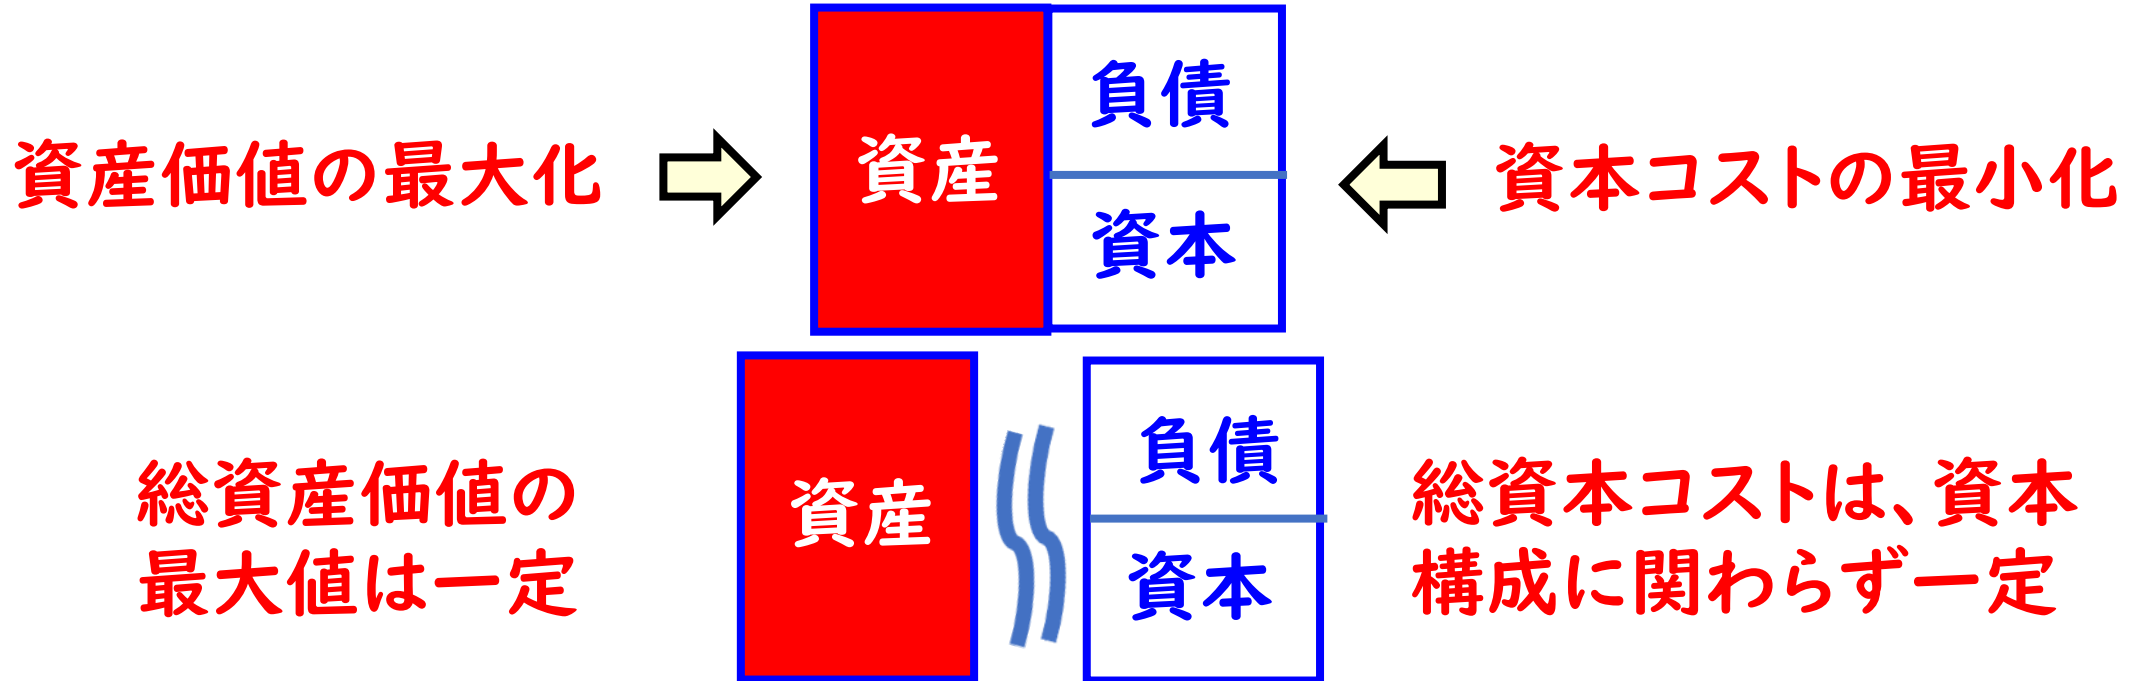 資産価値の最大化
資産
負債
資本
資本コストの最小化
総資産価値の
最大値は一定
資産
負債
資本
総資本コストは、資本
構成に関わらず一定